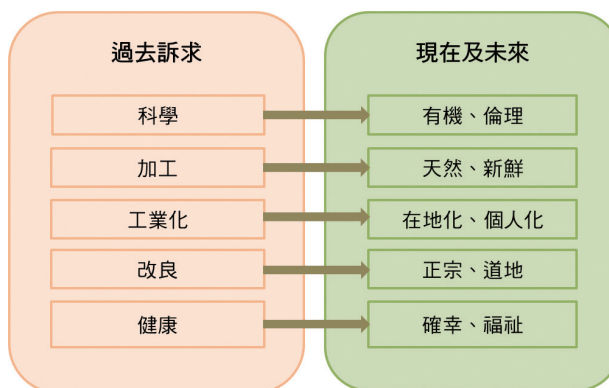 過去訴求
現在及未來
科學
有機、倫理
加工
天然、新鮮
工業化
在地化、個人化
改良
正宗、道地
健康
確幸、福祉